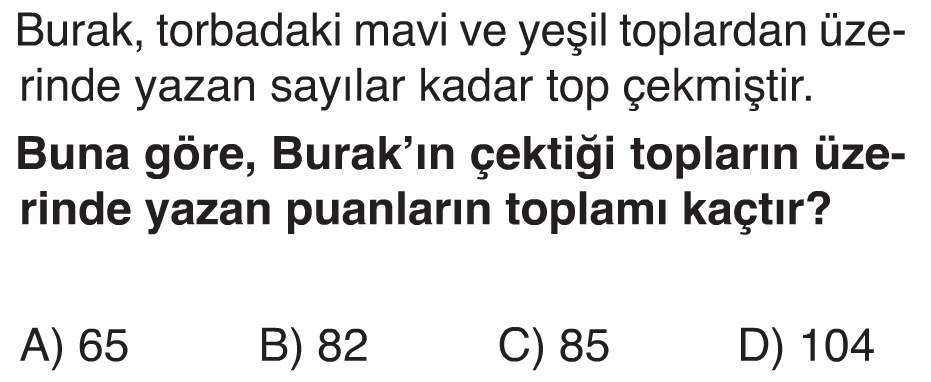 Burak, torbadaki mavi ve yeşil toplardan üze-
rinde yazan sayılar kadar top çekmiştir.
Buna göre, Burak’ın çektiği topların üze-
rinde yazan puanların toplamı kaçtır?
A) 65 B) 82 C) 85 D) 104